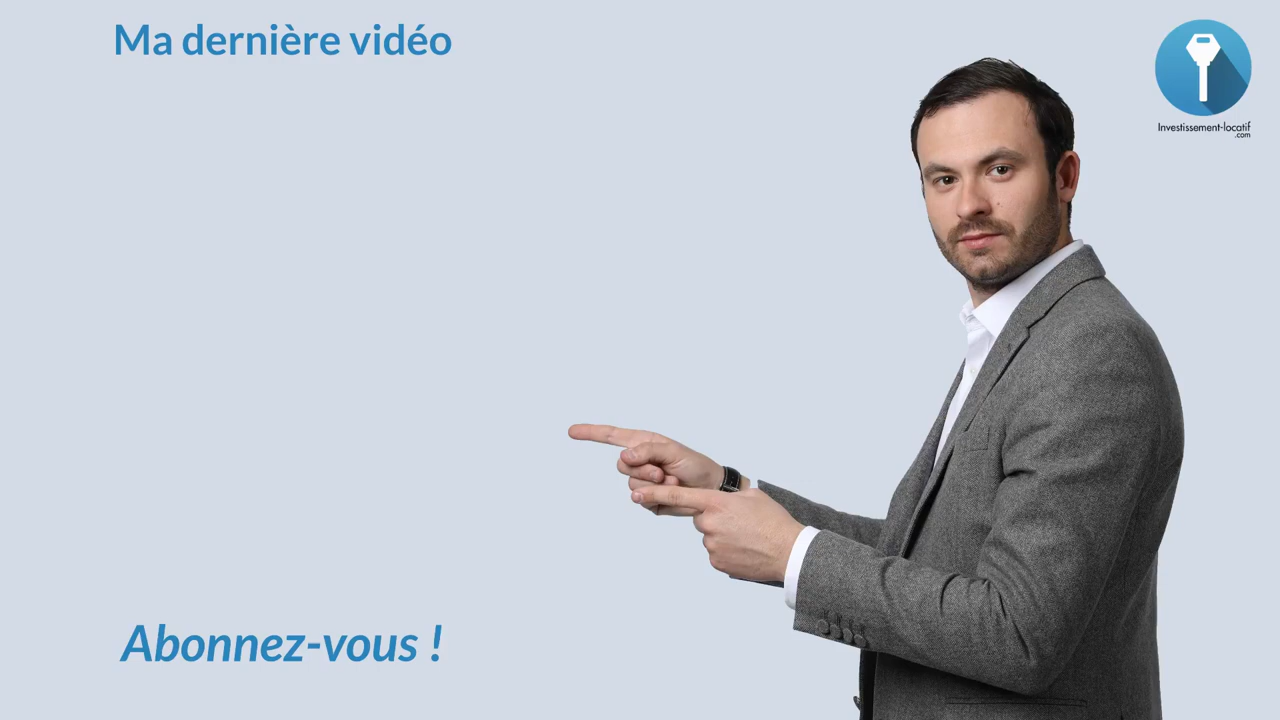 Ma dernière vidéo
Investissement-locatif
.com
Abonnez-vous !